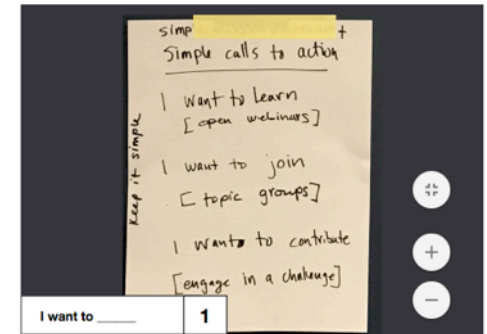 simp
Simple calls to action
I want to learn
[open webinars]
I want to join
[topic groups]
I want to contribute
[engage in a challenge]
keep it simple
I want to _____
1